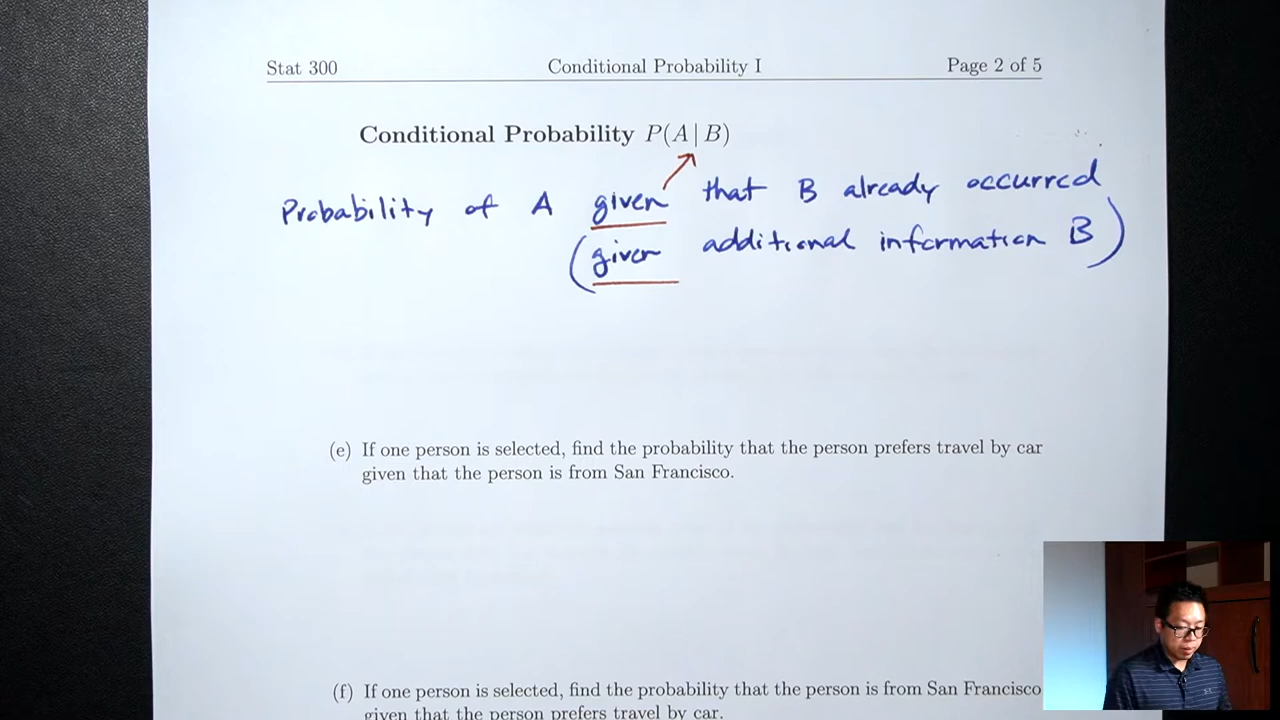 Stat 300 Conditional Probability I Page 2 of 5
Conditional Probability P(A | B)
Probability of A given that B already occurred
(given additional information B)
(e) If one person is selected, find the probability that the person prefers travel by car
given that the person is from San Francisco.
(f) If one person is selected, find the probability that the person is from San Francisco
given that the person prefers travel by car.